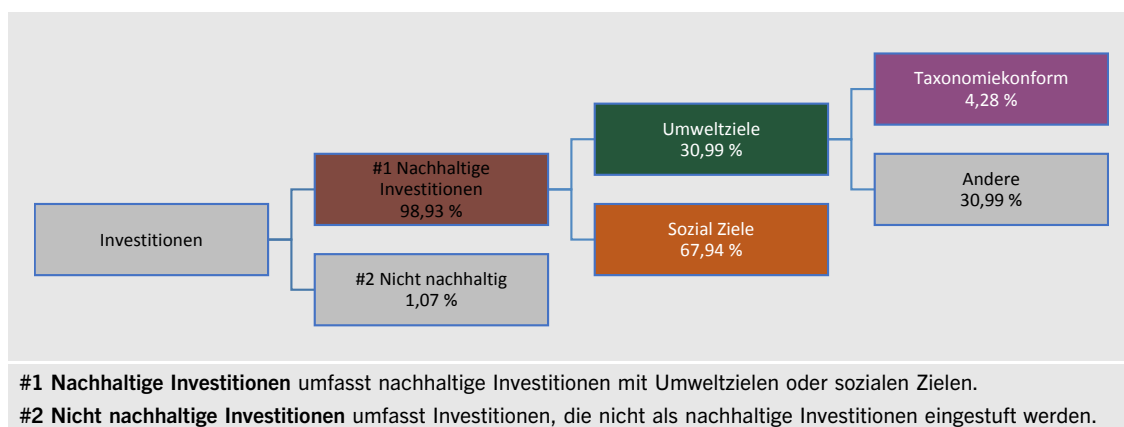 Investitionen
#1 Nachhaltige
Investitionen
98,93 %
#2 Nicht nachhaltig
1,07 %
Umweltziele
30,99 %
Sozial Ziele
67,94 %
Taxonomiekonform
4,28 %
Andere
30,99 %
#1 Nachhaltige Investitionen umfasst nachhaltige Investitionen mit Umweltzielen oder sozialen Zielen.
#2 Nicht nachhaltige Investitionen umfasst Investitionen, die nicht als nachhaltige Investitionen eingestuft werden.